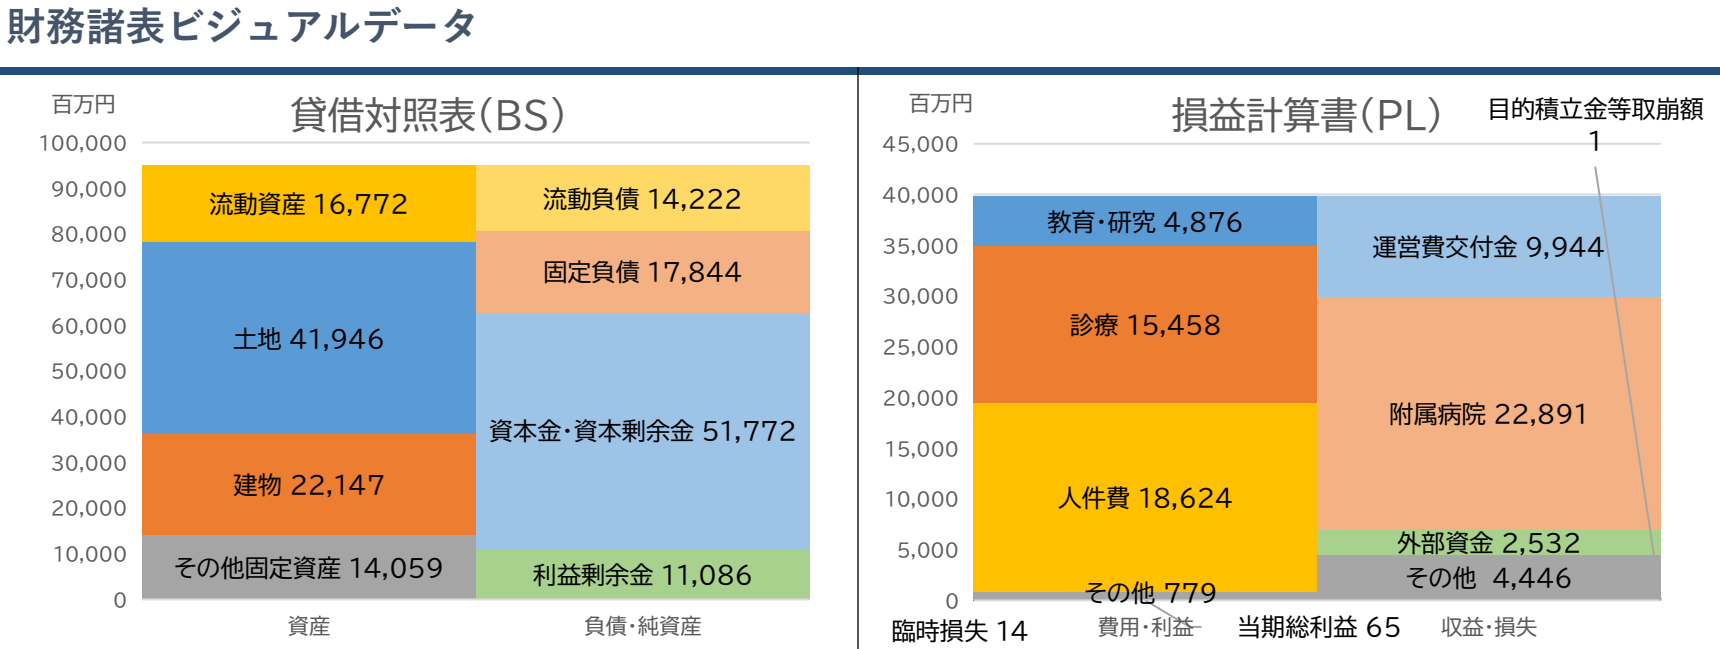 財務諸表ビジュアルデータ
百万円
貸借対照表(BS)
100,000
90,000
80,000
70,000
60,000
50,000
40,000
30,000
20,000
10,000
0
流動資産 16,772
土地 41,946
建物 22,147
その他固定資産 14,059
流動負債 14,222
固定負債 17,844
資本金・資本剰余金 51,772
利益剰余金 11,086
資産
負債・純資産
百万円
損益計算書(PL)
目的積立金等取崩額
1
45,000
40,000
35,000
30,000
25,000
20,000
15,000
10,000
5,000
0
教育・研究 4,876
診療 15,458
人件費 18,624
その他 779
運営費交付金 9,944
附属病院 22,891
外部資金 2,532
その他 4,446
臨時損失 14
費用・利益
当期総利益 65
収益・損失